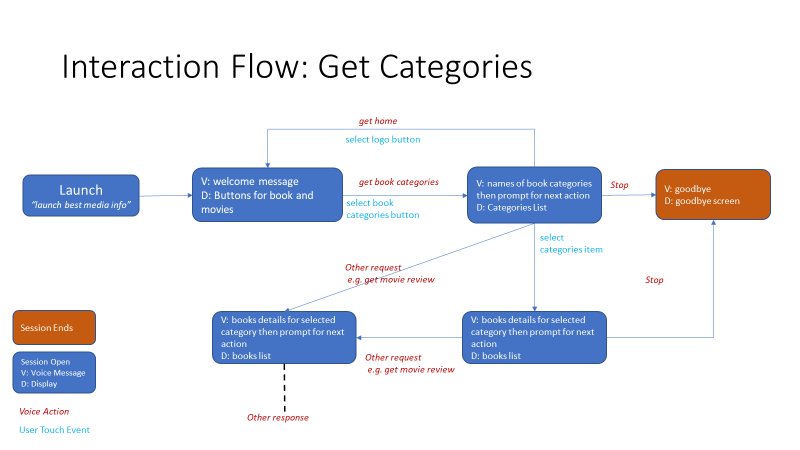 Interaction Flow: Get Categories
get home
select logo button
Launch
"launch best media info"
V: welcome message
D: Buttons for book and
movies
get book categories
select book
categories button
V: names of book categories
then prompt for next action
D: Categories List
Stop
V: goodbye
D: goodbye screen
select
categories item
Other request
e.g. get movie review
Stop
V: books details for selected
category then prompt for next
action
D: books list
Other request
e.g. get movie review
V: books details for selected
category then prompt for next
action
D: books list
Other response
Session Ends
Session Open
V: Voice Message
D: Display
Voice Action
User Touch Event